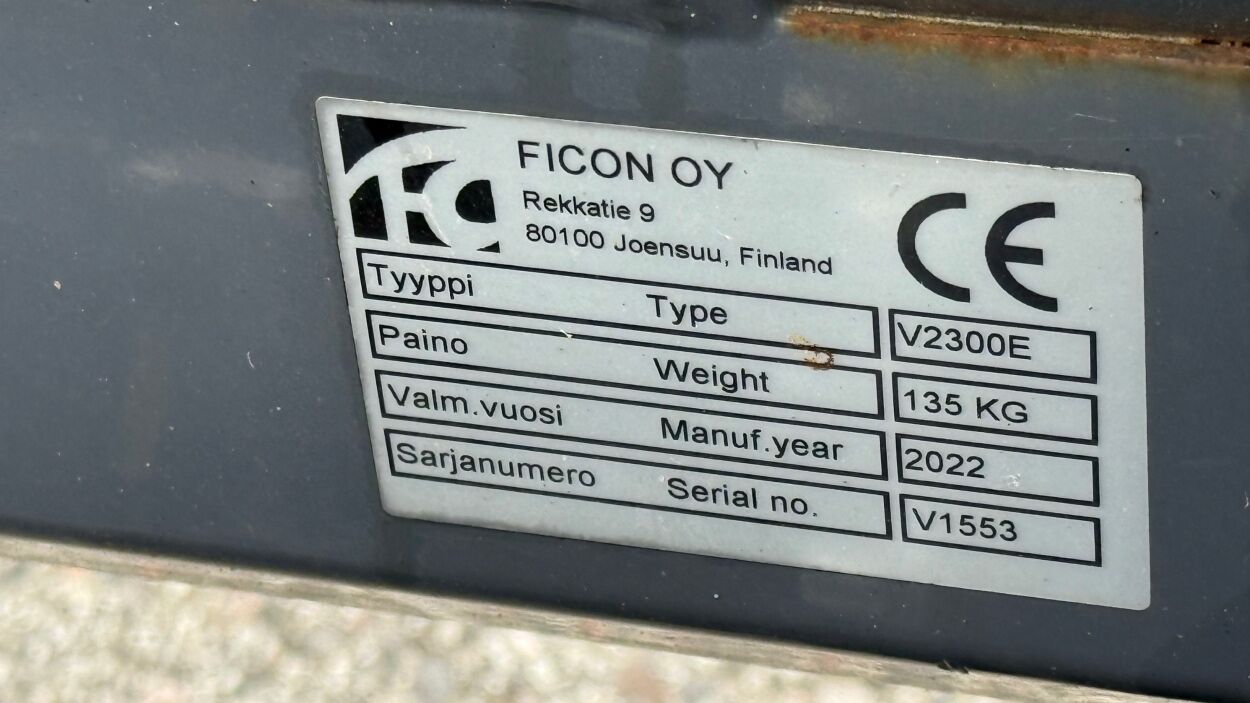 FC
FICON OY
Rekkatie 9
80100 Joensuu, Finland
CE
Tyyppi Type V2300E
Paino Weight 135 KG
Valm.vuosi Manuf.year 2022
Sarjanumero Serial no. V1553